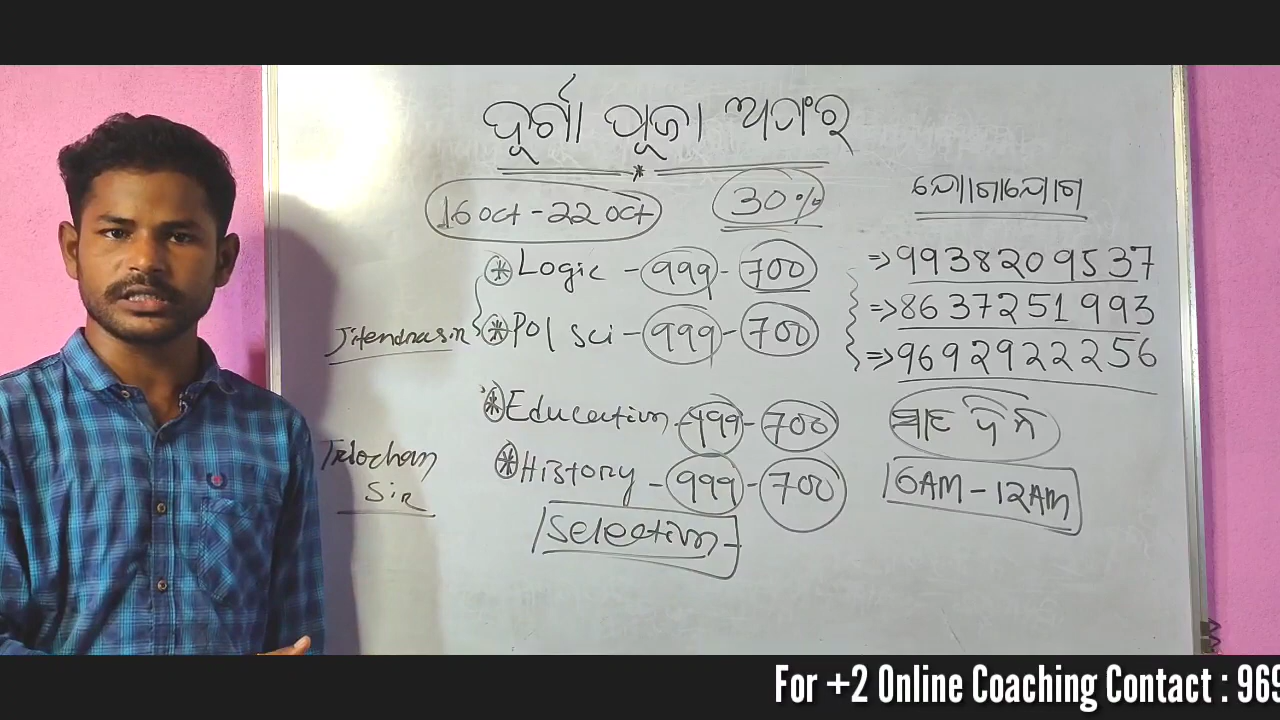 ଦୂର୍ଗା ପୂଜା ଅଫର୍
16 oct - 22 oct 30%
ଯୋଗାଯୋଗ
Logic - 999 - 700
Jitendra sir
Pol sci - 999 - 700
Education - 999 - 700
Trilochan Sir
History - 999 - 700
Selection -
⇒ 9938209537
⇒ 8637251993
⇒ 9692922256
ସାତ ଦିନ
6AM - 12AM
For +2 Online Coaching Contact : 969